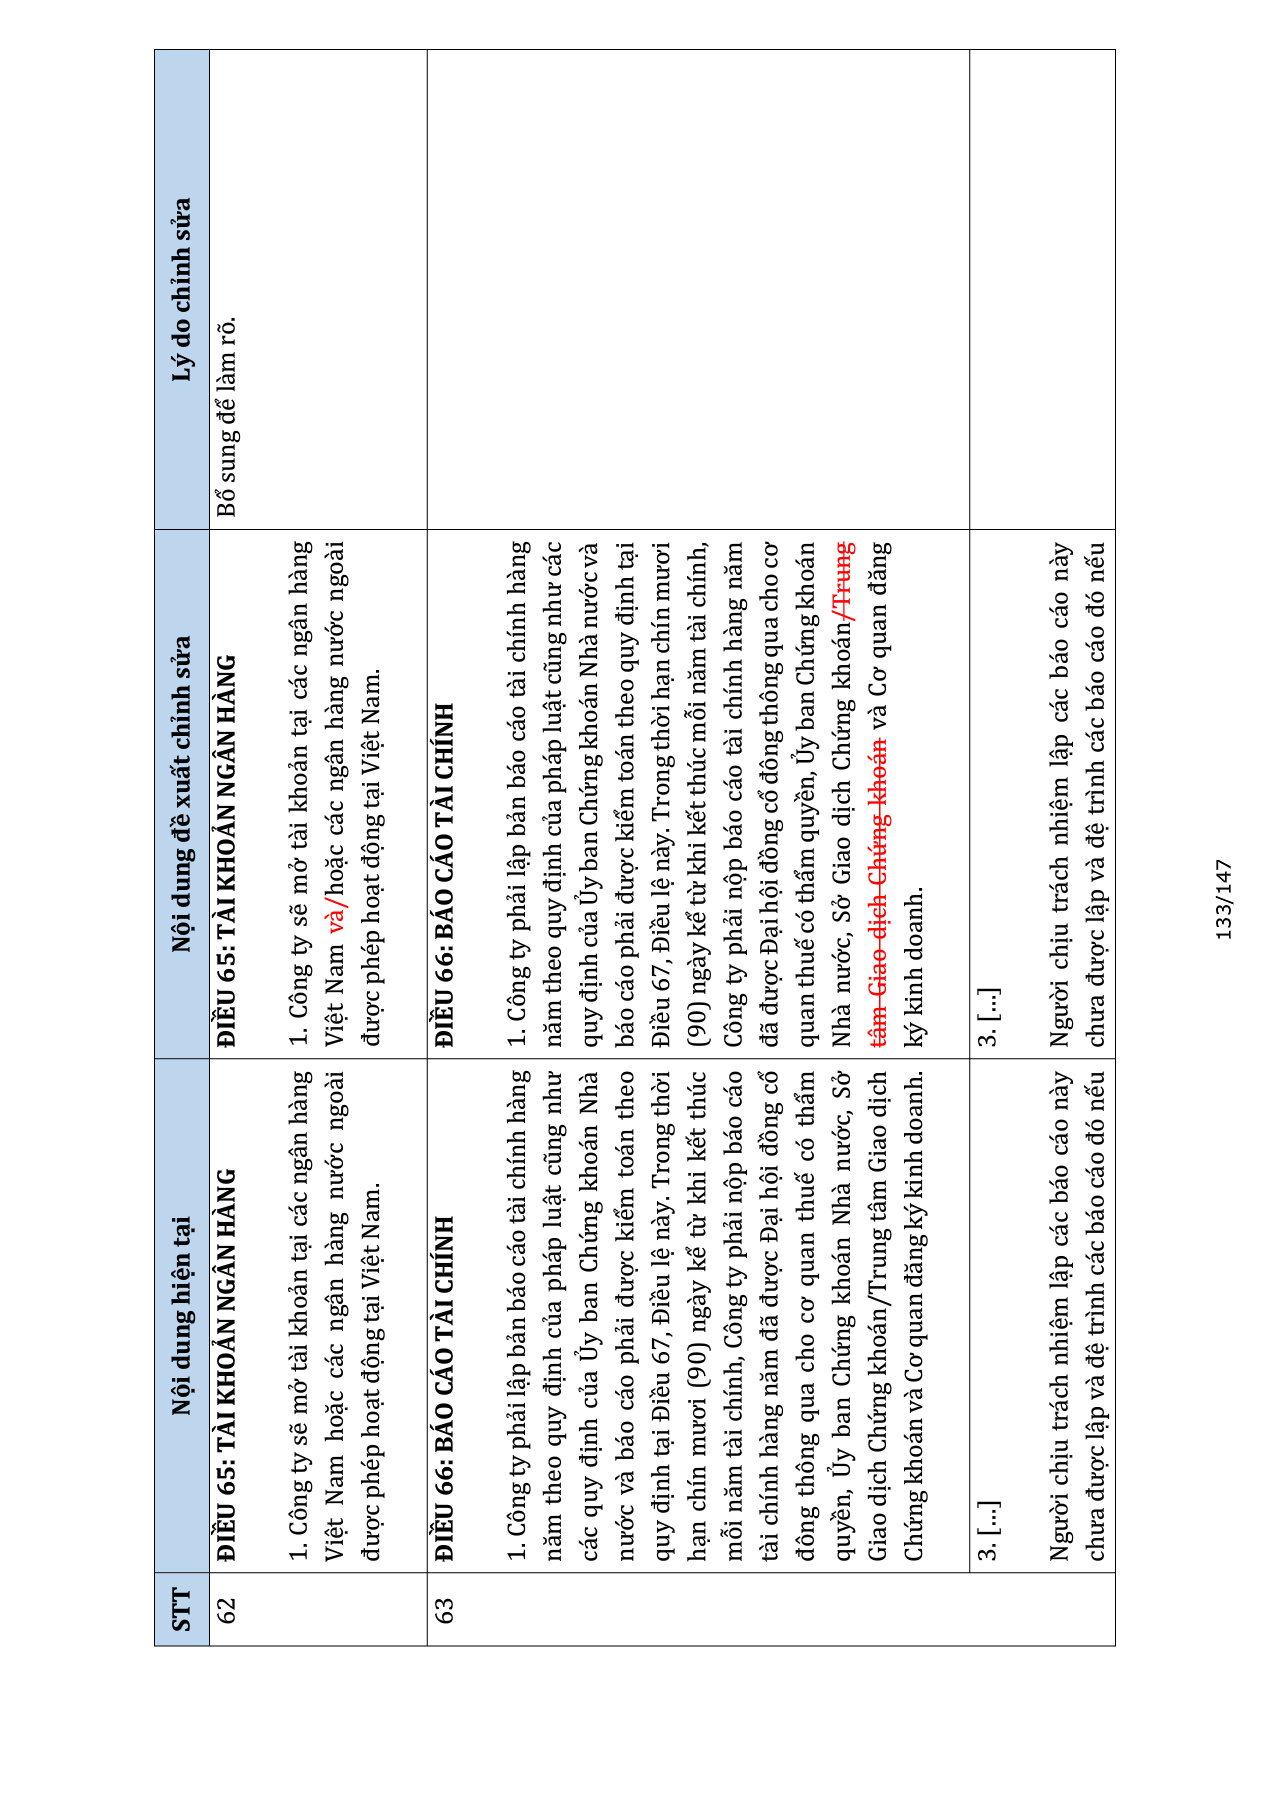 STT
Nội dung hiện tại
Nội dung đề xuất chỉnh sửa
Lý do chỉnh sửa
62
ĐIỀU 65: TÀI KHOẢN NGÂN HÀNG
1. Công ty sẽ mở tài khoản tại các ngân hàng
Việt Nam hoặc các ngân hàng nước ngoài
được phép hoạt động tại Việt Nam.
ĐIỀU 65: TÀI KHOẢN NGÂN HÀNG
1. Công ty sẽ mở tài khoản tại các ngân hàng
Việt Nam và/hoặc các ngân hàng nước ngoài
được phép hoạt động tại Việt Nam.
Bổ sung để làm rõ.
63
ĐIỀU 66: BÁO CÁO TÀI CHÍNH
1. Công ty phải lập bản báo cáo tài chính hàng
năm theo quy định của pháp luật cũng như
các quy định của Ủy ban Chứng khoán Nhà
nước và báo cáo phải được kiểm toán theo
quy định tại Điều 67, Điều lệ này. Trong thời
hạn chín mươi (90) ngày kể từ khi kết thúc
mỗi năm tài chính, Công ty phải nộp báo cáo
tài chính hàng năm đã được Đại hội đồng cổ
đông thông qua cho cơ quan thuế có thẩm
quyền, Ủy ban Chứng khoán Nhà nước, Sở
Giao dịch Chứng khoán/Trung tâm Giao dịch
Chứng khoán và Cơ quan đăng ký kinh doanh.
ĐIỀU 66: BÁO CÁO TÀI CHÍNH
1. Công ty phải lập bản báo cáo tài chính hàng
năm theo quy định của pháp luật cũng như các
quy định của Ủy ban Chứng khoán Nhà nước và
báo cáo phải được kiểm toán theo quy định tại
Điều 67, Điều lệ này. Trong thời hạn chín mươi
(90) ngày kể từ khi kết thúc mỗi năm tài chính,
Công ty phải nộp báo cáo tài chính hàng năm
đã được Đại hội đồng cổ đông thông qua cho cơ
quan thuế có thẩm quyền, Ủy ban Chứng khoán
Nhà nước, Sở Giao dịch Chứng khoán/Trung
tâm Giao dịch Chứng khoán và Cơ quan đăng
ký kinh doanh.
3. [...]
Người chịu trách nhiệm lập các báo cáo này
chưa được lập và đệ trình các báo cáo đó nếu
3. [...]
Người chịu trách nhiệm lập các báo cáo này
chưa được lập và đệ trình các báo cáo đó nếu
133/147